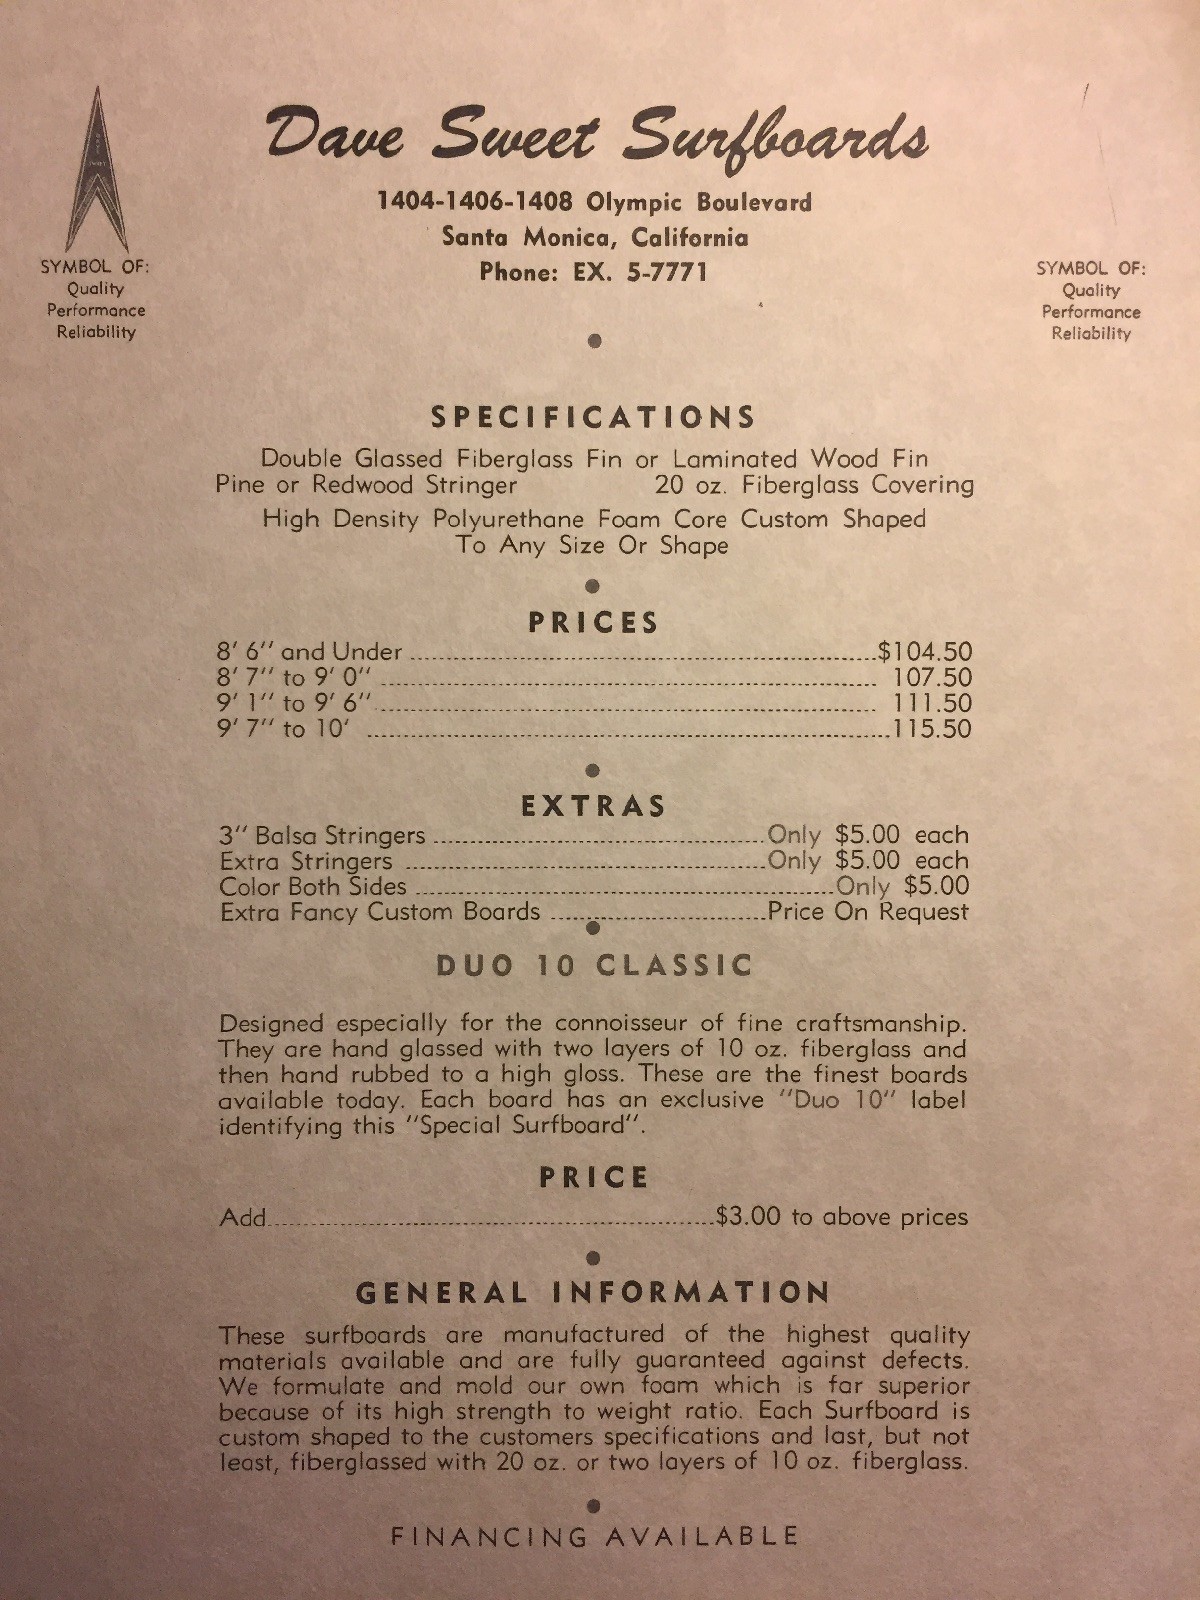 Dave Sweet Surfboards
1404-1406-1408 Olympic Boulevard
Santa Monica, California
Phone: EX. 5-7771
SYMBOL OF:
Quality
Performance
Reliability
SYMBOL OF:
Quality
Performance
Reliability
SPECIFICATIONS
Double Glassed Fiberglass Fin or Laminated Wood Fin
Pine or Redwood Stringer 20 oz. Fiberglass Covering
High Density Polyurethane Foam Core Custom Shaped
To Any Size Or Shape
PRICES
8' 6" and Under $104.50
8' 7" to 9' 0" 107.50
9' 1" to 9' 6" 111.50
9' 7" to 10' 115.50
EXTRAS
3" Balsa Stringers Only $5.00 each
Extra Stringers Only $5.00 each
Color Both Sides Only $5.00
Extra Fancy Custom Boards Price On Request
DUO 10 CLASSIC
Designed especially for the connoisseur of fine craftsmanship.
They are hand glassed with two layers of 10 oz. fiberglass and
then hand rubbed to a high gloss. These are the finest boards
available today. Each board has an exclusive "Duo 10" label
identifying this "Special Surfboard".
PRICE
Add $3.00 to above prices
GENERAL INFORMATION
These surfboards are manufactured of the highest quality
materials available and are fully guaranteed against defects.
We formulate and mold our own foam which is far superior
because of its high strength to weight ratio. Each Surfboard is
custom shaped to the customers specifications and last, but not
least, fiberglassed with 20 oz. or two layers of 10 oz. fiberglass.
FINANCING AVAILABLE